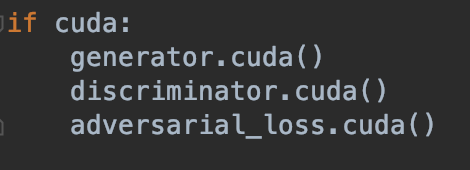 if cuda:
    generator.cuda()
    discriminator.cuda()
    adversarial_loss.cuda()